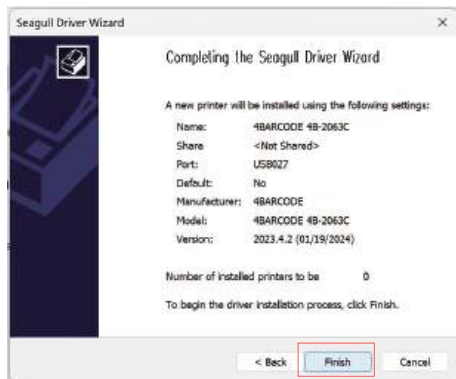 Seagull Driver Wizard
Completing the Seagull Driver Wizard
A new printer will be installed using the following settings:
Name: 4BARCODE 4B-2063C
Share <Not Shared>
Port: USB027
Default: No
Manufacturer: 4BARCODE
Model: 4BARCODE 4B-2063C
Version: 2023.4.2 (01/19/2024)
Number of installed printers to be 0
To begin the driver installation process, click Finish.
< Back Finish Cancel